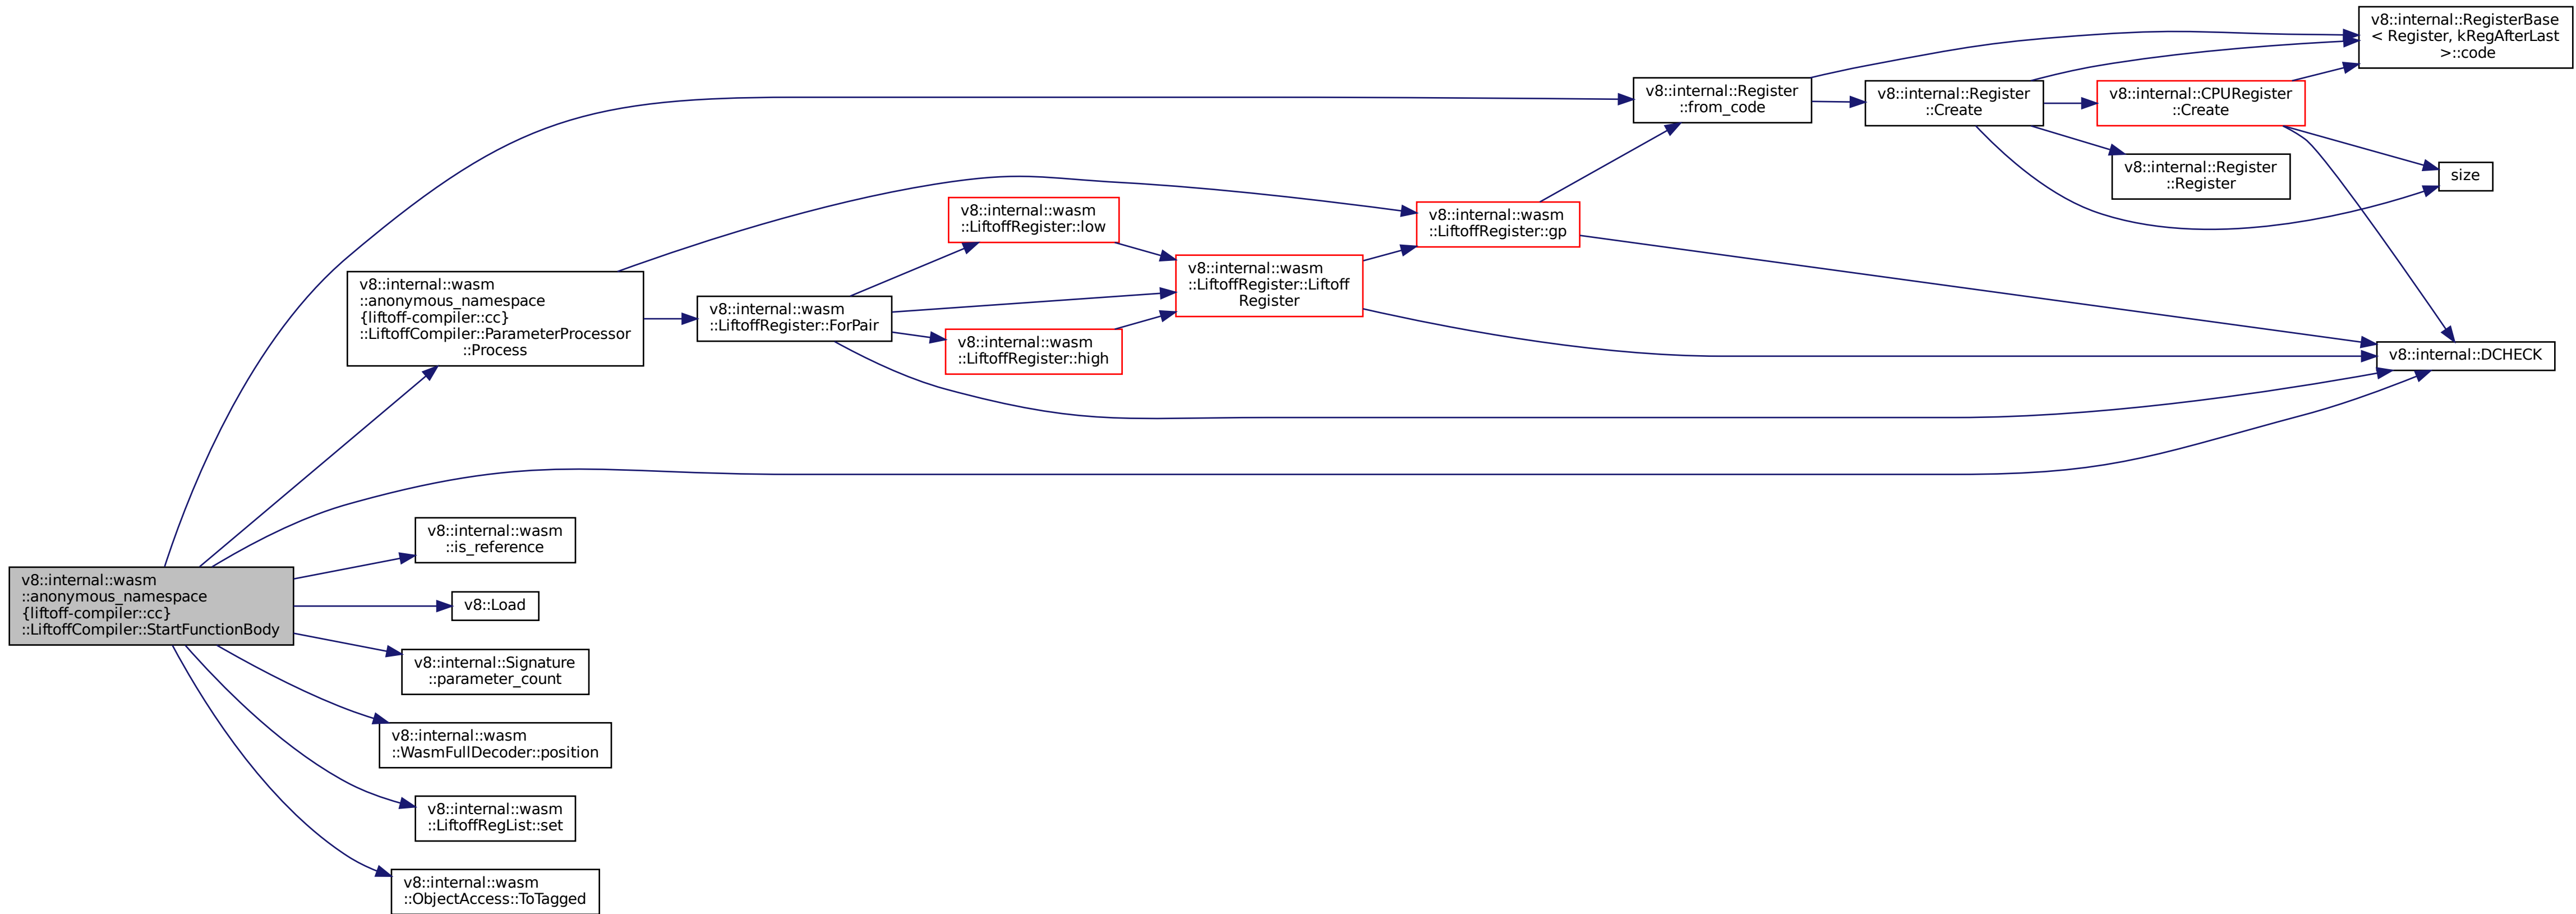 v8::internal::wasm
::anonymous_namespace
{liftoff-compiler::cc}
::LiftoffCompiler::StartFunctionBody
v8::internal::wasm
::anonymous_namespace
{liftoff-compiler::cc}
::LiftoffCompiler::ParameterProcessor
::Process
v8::internal::wasm
::is_reference
v8::Load
v8::internal::Signature
::parameter_count
v8::internal::wasm
::WasmFullDecoder::position
v8::internal::wasm
::LiftoffRegList::set
v8::internal::wasm
::ObjectAccess::ToTagged
v8::internal::wasm
::LiftoffRegister::ForPair
v8::internal::wasm
::LiftoffRegister::low
v8::internal::wasm
::LiftoffRegister::high
v8::internal::wasm
::LiftoffRegister::Liftoff
Register
v8::internal::wasm
::LiftoffRegister::gp
v8::internal::Register
::from_code
v8::internal::Register
::Create
v8::internal::CPURegister
::Create
v8::internal::Register
::Register
v8::internal::RegisterBase
< Register, kRegAfterLast
>::code
size
v8::internal::DCHECK